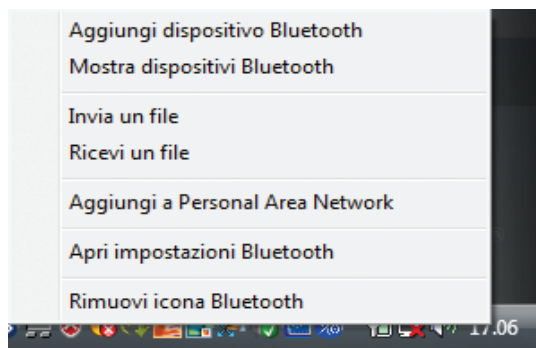 Aggiungi dispositivo Bluetooth
Mostra dispositivi Bluetooth
Invia un file
Ricevi un file
Aggiungi a Personal Area Network
Apri impostazioni Bluetooth
Rimuovi icona Bluetooth
17.06